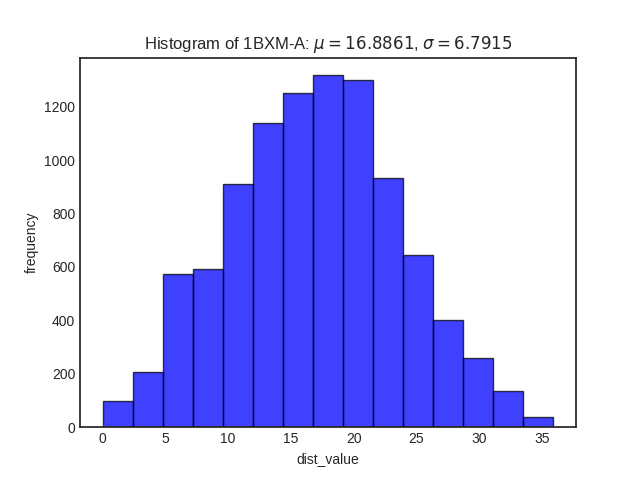 Histogram of 1BXM-A: μ = 16.8861, σ = 6.7915
frequency
1200
1000
800
600
400
200
0
0 5 10 15 20 25 30 35
dist_value